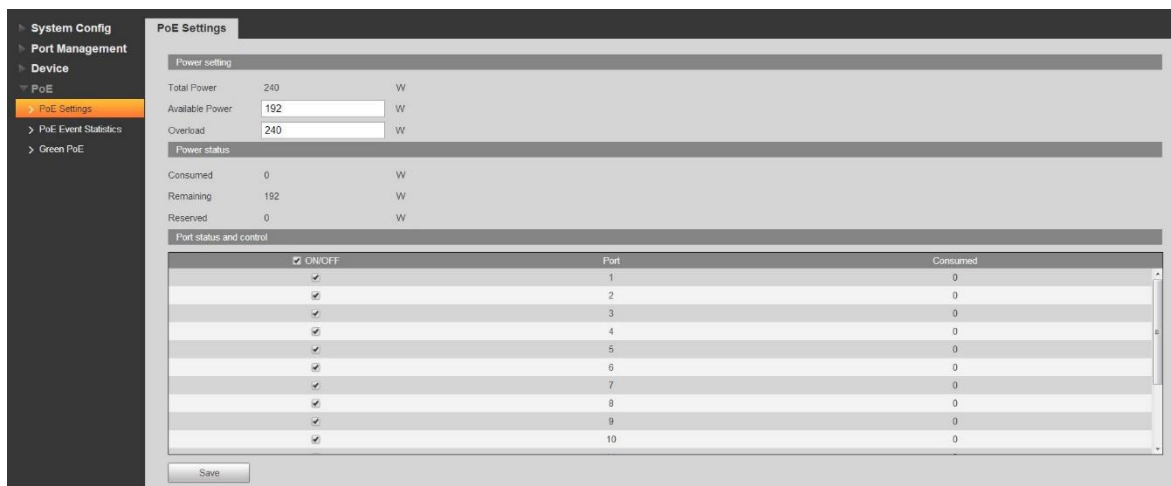 System Config
Port Management
Device
PoE
PoE Settings
PoE Event Statistics
Green PoE
PoE Settings
Power setting
Total Power 240 W
Available Power 192 W
Overload 240 W
Power status
Consumed 0 W
Remaining 192 W
Reserved 0 W
Port status and control
ON/OFF Port Consumed
1 0
2 0
3 0
4 0
5 0
6 0
7 0
8 0
9 0
10 0
Save